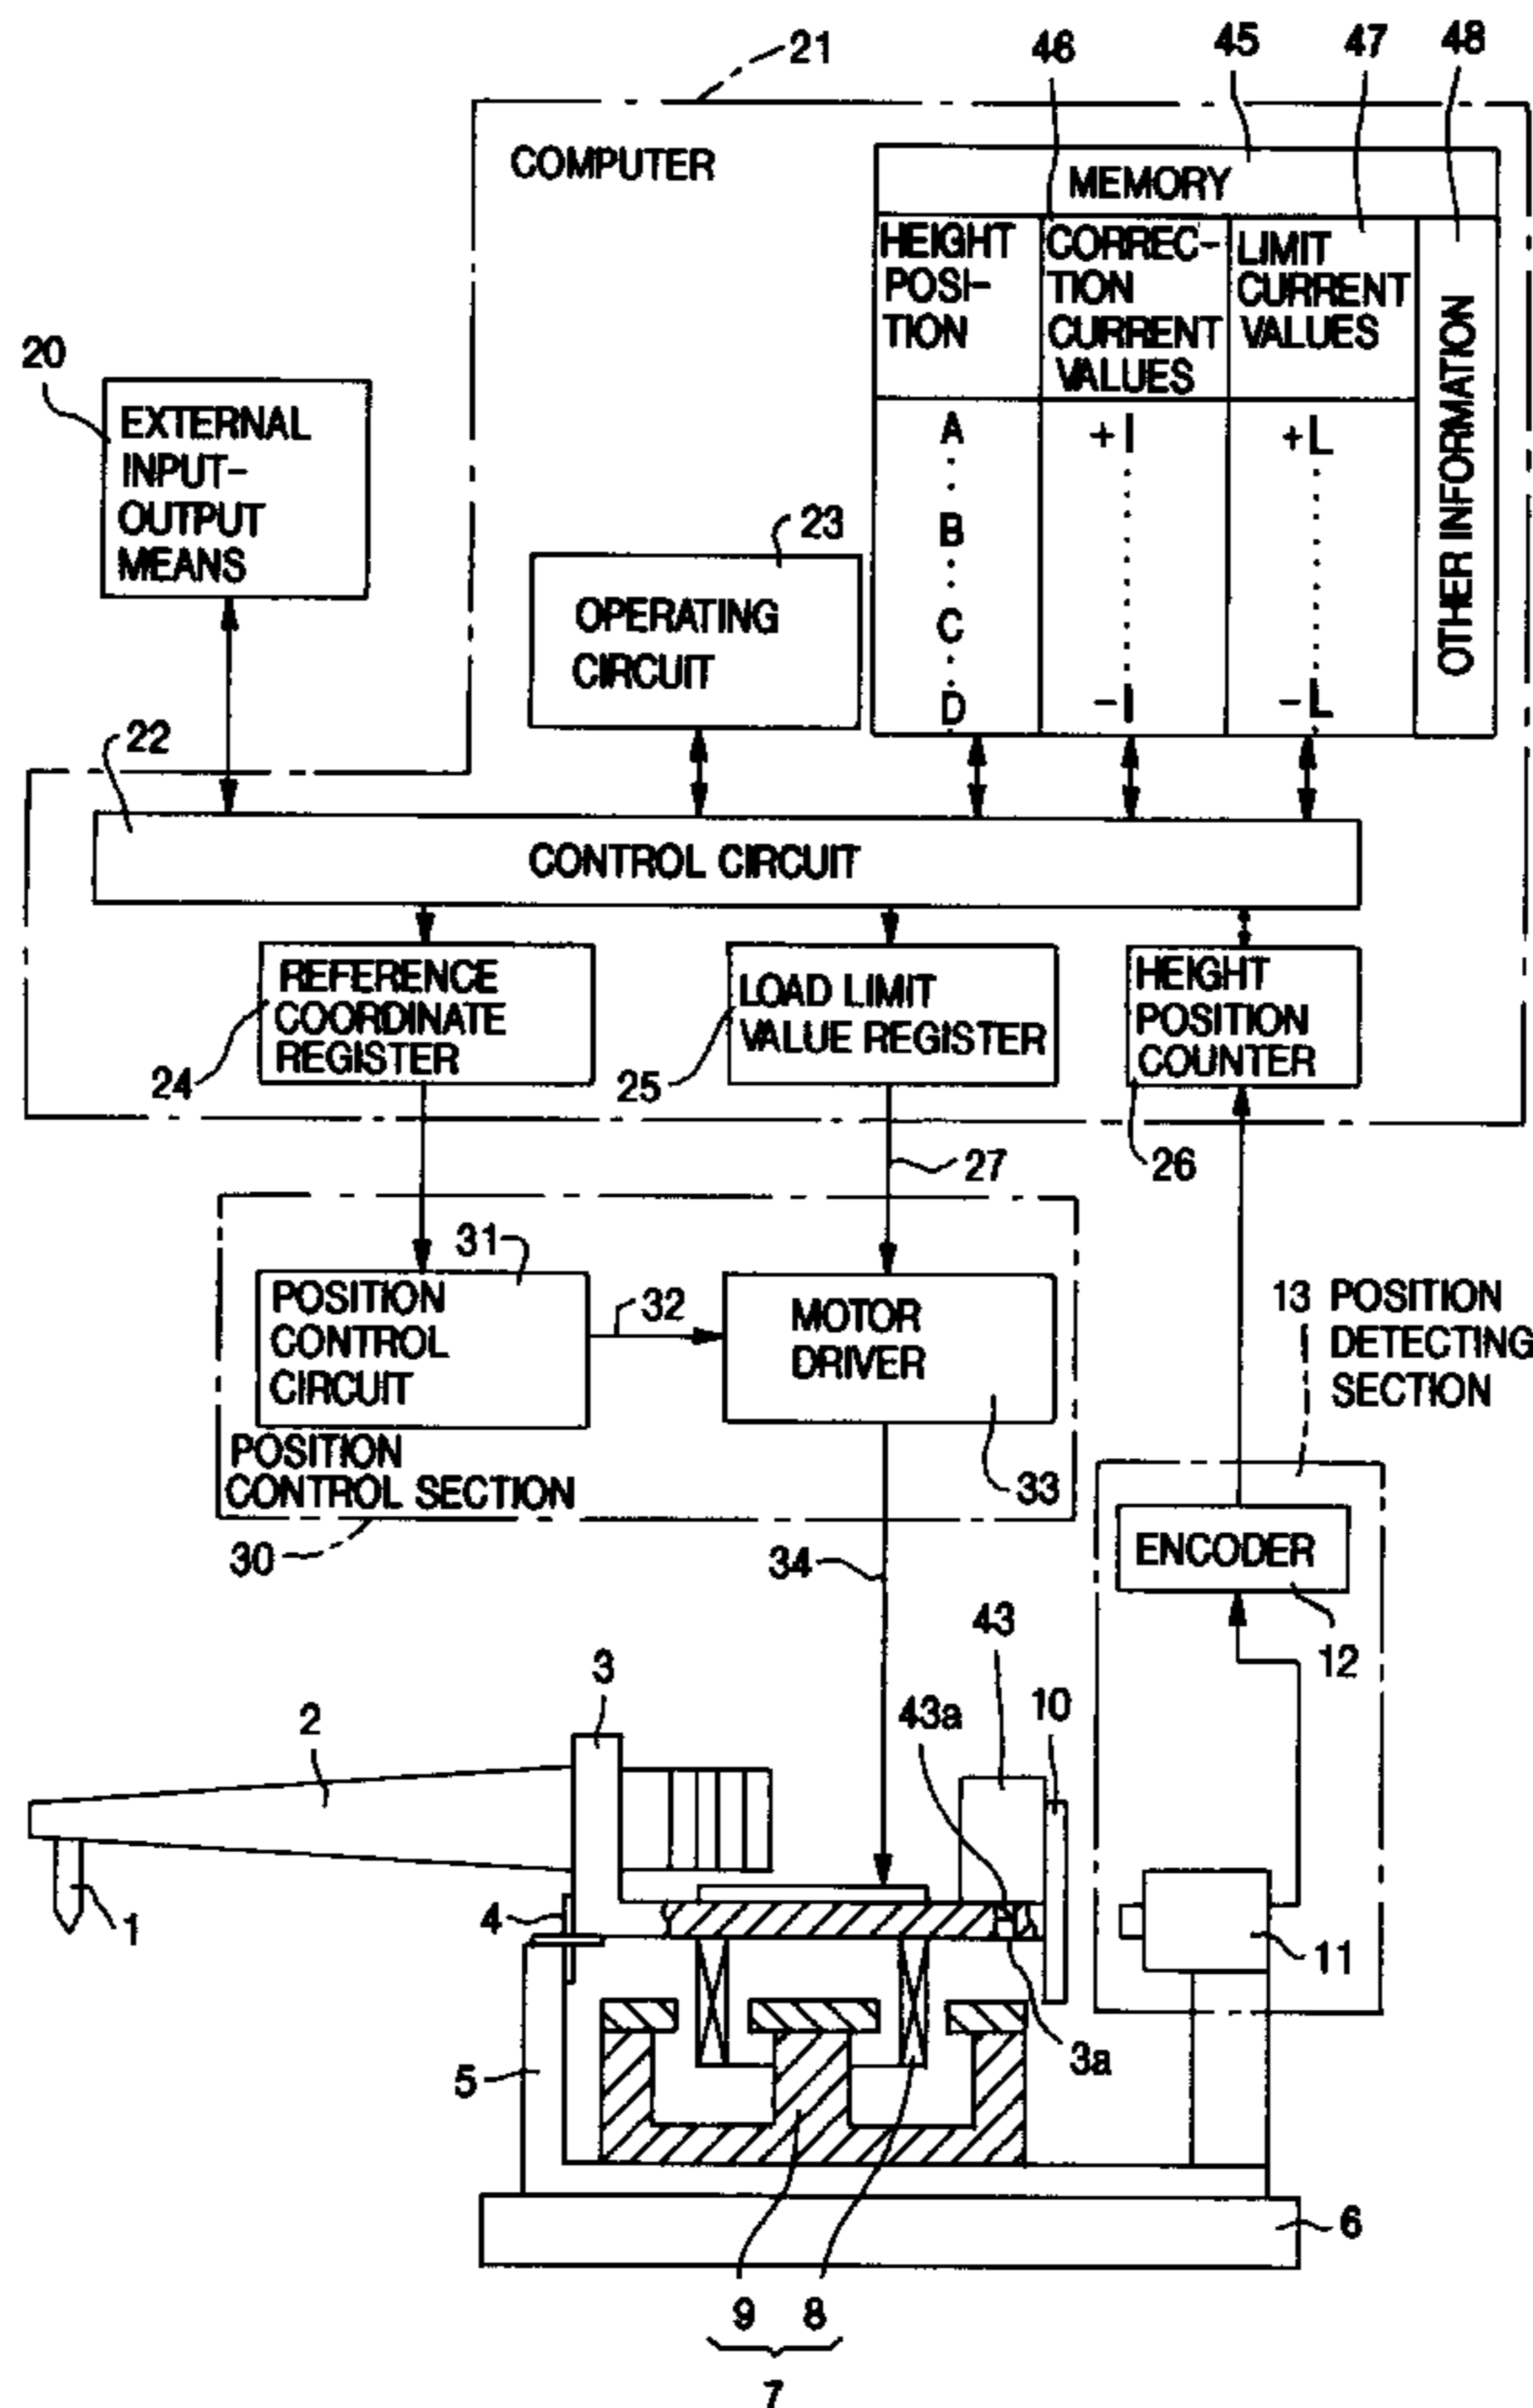 21
46
45
47
48
COMPUTER
MEMORY
HEIGHT
POSI-
TION
CORREC-
TION
CURRENT
VALUES
LIMIT
CURRENT
VALUES
OTHER INFORMATION
A
B
C
D
+I
-I
+L
-L
20
EXTERNAL
INPUT-
OUTPUT
MEANS
23
OPERATING
CIRCUIT
22
CONTROL CIRCUIT
REFERENCE
COORDINATE
REGISTER
24
LOAD LIMIT
VALUE REGISTER
25
HEIGHT
POSITION
COUNTER
26
27
31
POSITION
CONTROL
CIRCUIT
32
MOTOR
DRIVER
33
POSITION
CONTROL SECTION
30
34
13 POSITION
DETECTING
SECTION
ENCODER
12
43
43a
10
3
2
1
4
11
3a
5
6
9
8
7